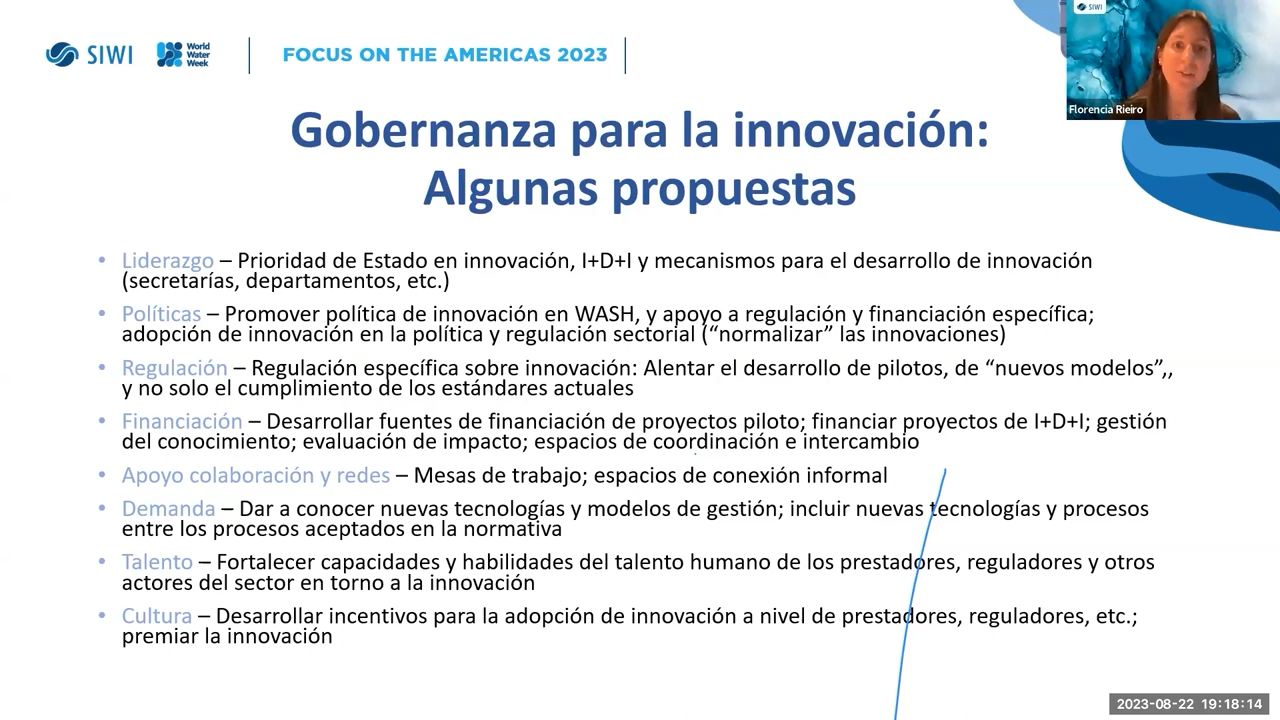 SIWI
World
Water
Week
FOCUS ON THE AMERICAS 2023
SIWI
Florencia Rieiro
Gobernanza para la innovación:
Algunas propuestas
• Liderazgo – Prioridad de Estado en innovación, I+D+I y mecanismos para el desarrollo de innovación
(secretarías, departamentos, etc.)
• Políticas – Promover política de innovación en WASH, y apoyo a regulación y financiación específica;
adopción de innovación en la política y regulación sectorial (“normalizar” las innovaciones)
• Regulación – Regulación específica sobre innovación: Alentar el desarrollo de pilotos, de “nuevos modelos”,,
y no solo el cumplimiento de los estándares actuales
• Financiación – Desarrollar fuentes de financiación de proyectos piloto; financiar proyectos de I+D+I; gestión
del conocimiento; evaluación de impacto; espacios de coordinación e intercambio
• Apoyo colaboración y redes – Mesas de trabajo; espacios de conexión informal
• Demanda – Dar a conocer nuevas tecnologías y modelos de gestión; incluir nuevas tecnologías y procesos
entre los procesos aceptados en la normativa
• Talento – Fortalecer capacidades y habilidades del talento humano de los prestadores, reguladores y otros
actores del sector en torno a la innovación
• Cultura – Desarrollar incentivos para la adopción de innovación a nivel de prestadores, reguladores, etc.;
premiar la innovación
2023-08-22 19:18:14